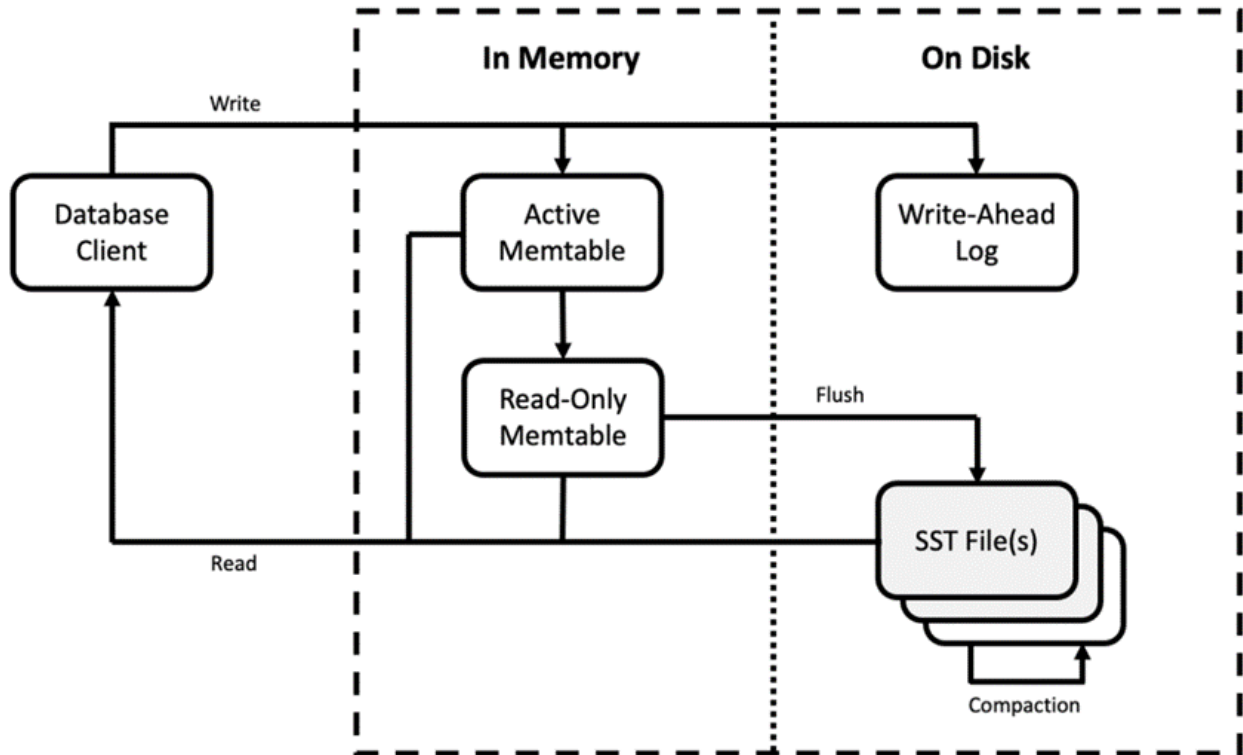 In Memory
On Disk
Write
Database
Client
Active
Memtable
Write-Ahead
Log
Read-Only
Memtable
Flush
Read
SST File(s)
Compaction